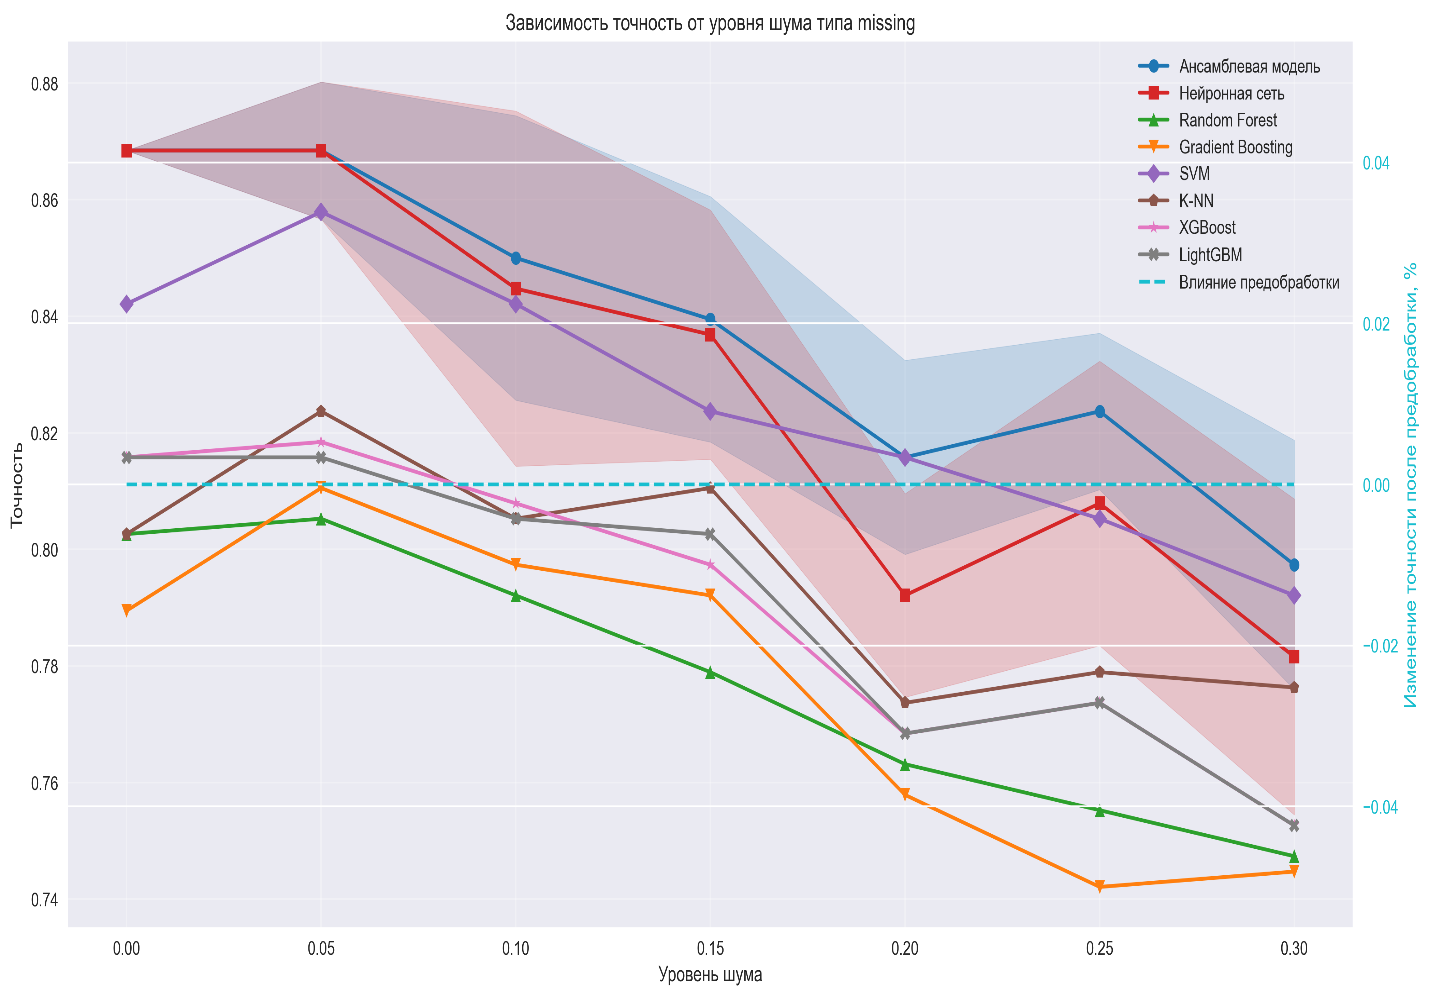 Зависимость точность от уровня шума типа missing
Ансамблевая модель
Нейронная сеть
Random Forest
Gradient Boosting
SVM
K-NN
XGBoost
LightGBM
Влияние предобработки
Точность
0.88
0.86
0.84
0.82
0.80
0.78
0.76
0.74
0.04
0.02
0.00
−0.02
−0.04
Изменение точности после предобработки, %
0.00 0.05 0.10 0.15 0.20 0.25 0.30
Уровень шума